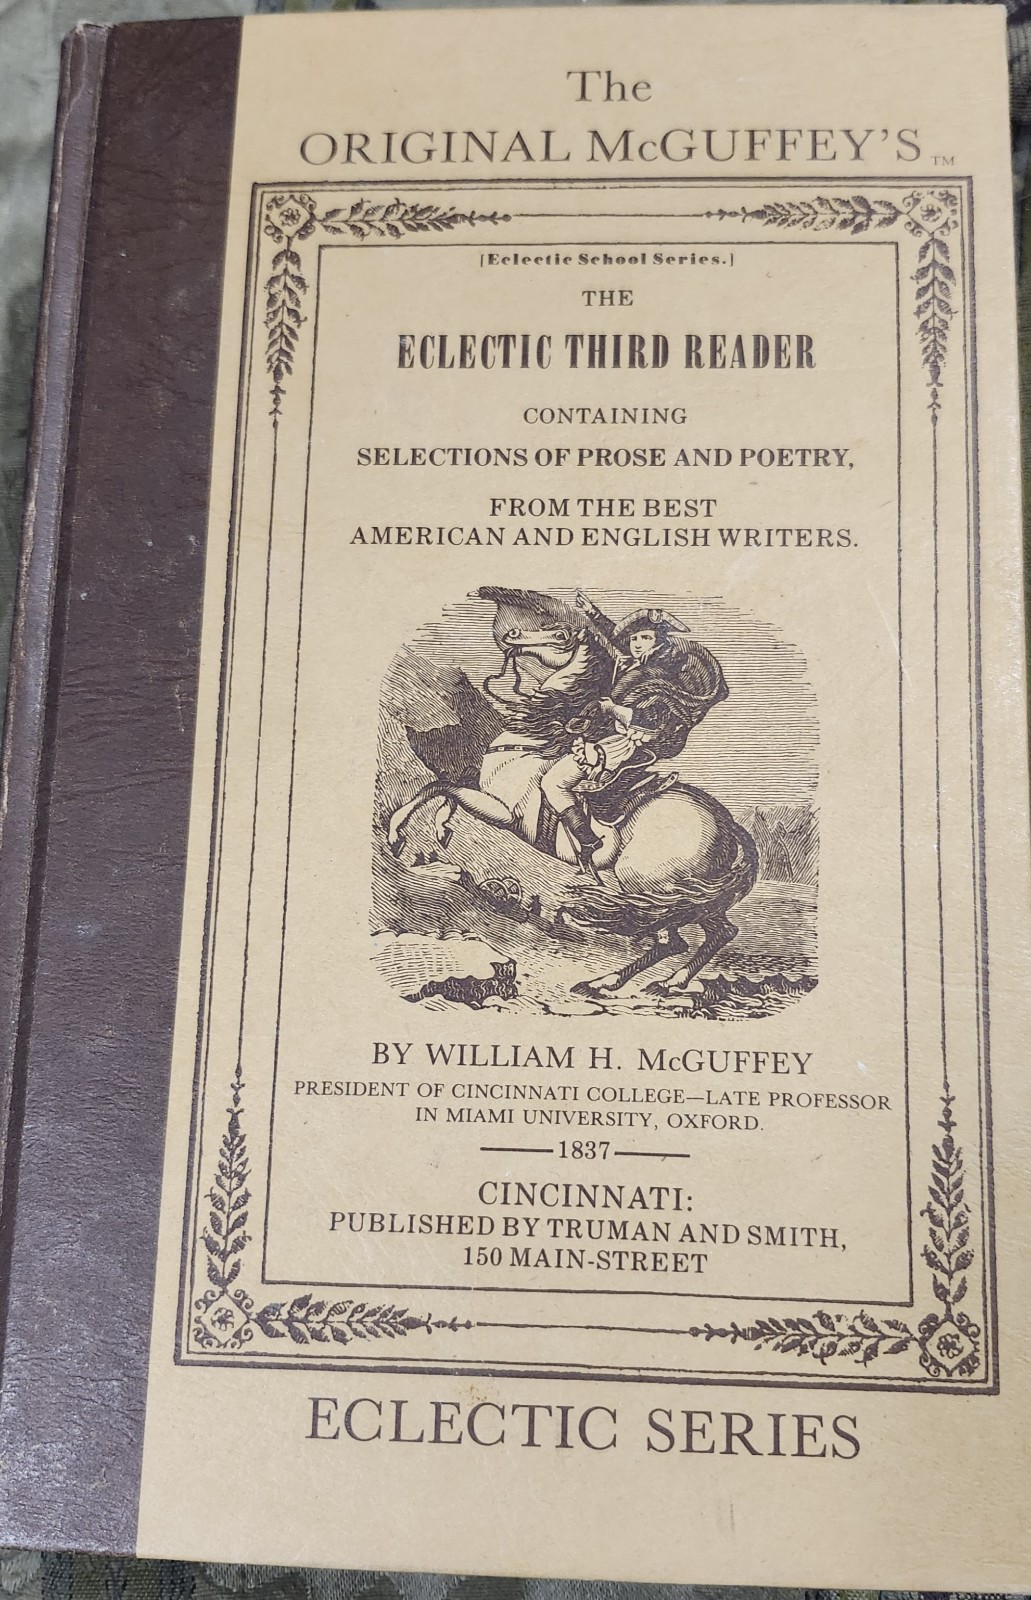 The
ORIGINAL McGUFFEY'S TM
[Eclectic School Series.]
THE
ECLECTIC THIRD READER
CONTAINING
SELECTIONS OF PROSE AND POETRY,
FROM THE BEST
AMERICAN AND ENGLISH WRITERS.
BY WILLIAM H. McGUFFEY
PRESIDENT OF CINCINNATI COLLEGE—LATE PROFESSOR
IN MIAMI UNIVERSITY, OXFORD.
1837
CINCINNATI:
PUBLISHED BY TRUMAN AND SMITH,
150 MAIN-STREET
ECLECTIC SERIES